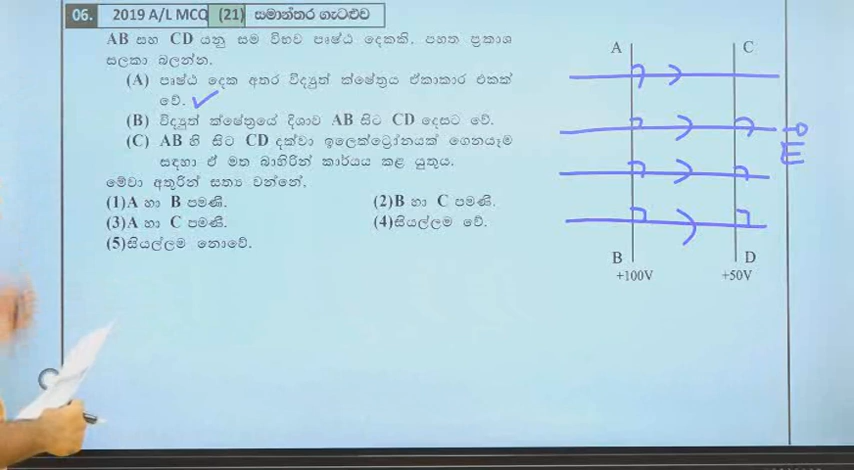 06. 2019 A/L MCQ (21) සමාන්තර ගැටළුව
AB සහ CD යනු සම විභව පෘෂ්ඨ දෙකකි, පහත ප්‍රකාශ
සලකා බලන්න.
(A) පෘෂ්ඨ දෙක අතර විද්‍යුත් ක්ෂේත්‍රය ඒකාකාර එකක්
වේ.
(B) විද්‍යුත් ක්ෂේත්‍රයේ දිශාව AB සිට CD දෙසට වේ.
(C) AB හි සිට CD දක්වා ඉලෙක්ට්‍රෝනයක් ගෙනයෑම
සඳහා ඒ මත බාහිරින් කාර්යය කළ යුතුය.
මේවා අතුරින් සත්‍ය වන්නේ,
(1)A හා B පමණි. (2)B හා C පමණි.
(3)A හා C පමණි. (4)සියල්ලම වේ.
(5)සියල්ලම නොවේ.
A C
E
B D
+100V +50V